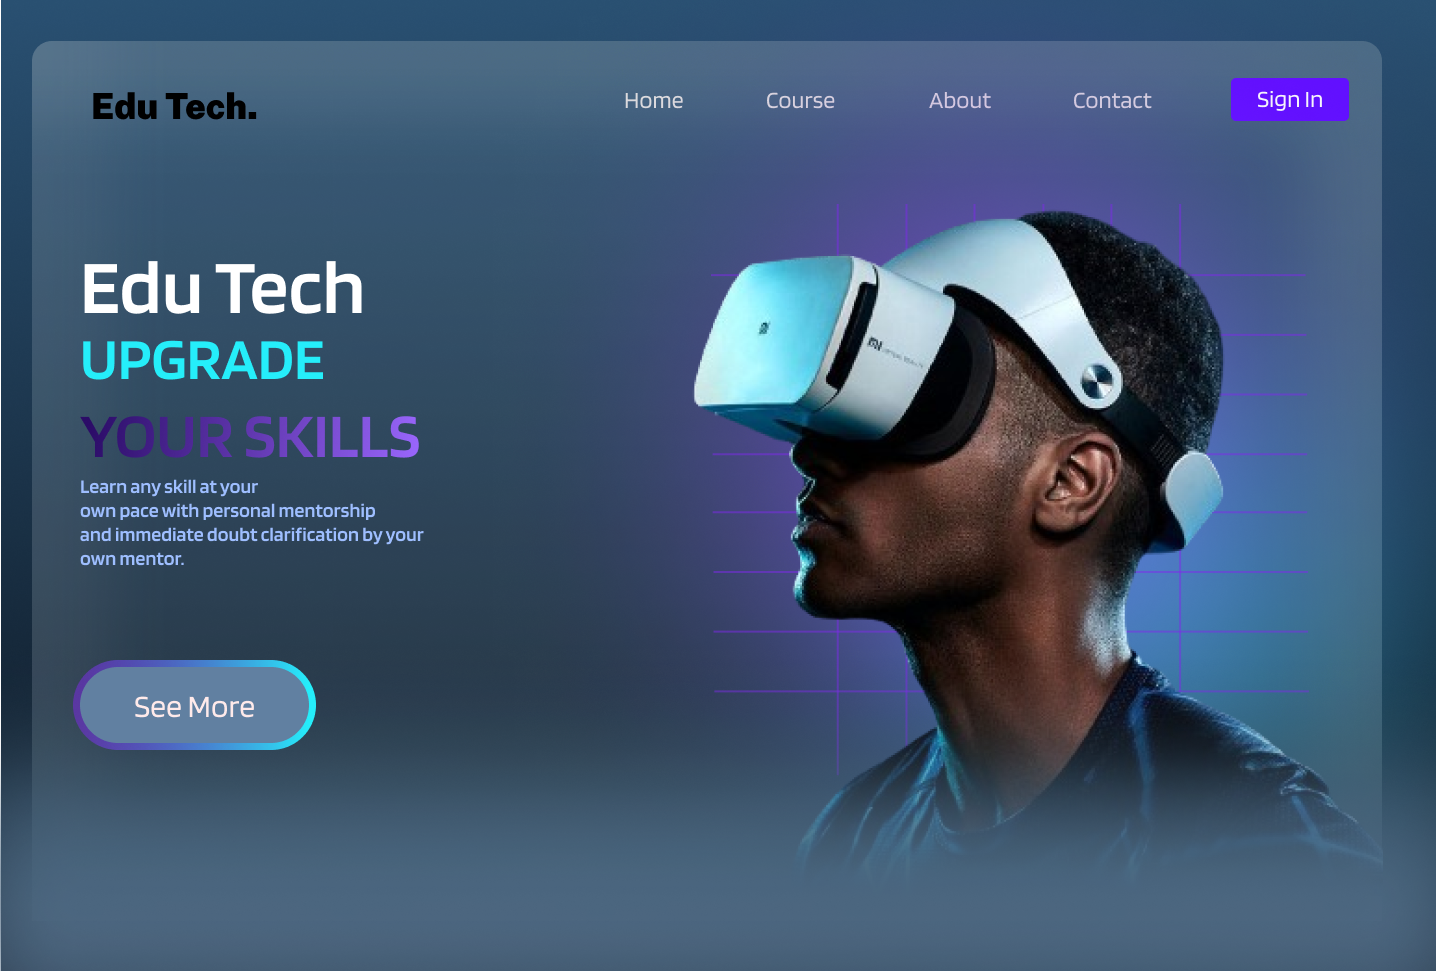 Edu Tech.
Home Course About Contact Sign In
Edu Tech
UPGRADE
YOUR SKILLS
Learn any skill at your
own pace with personal mentorship
and immediate doubt clarification by your
own mentor.
See More
MI